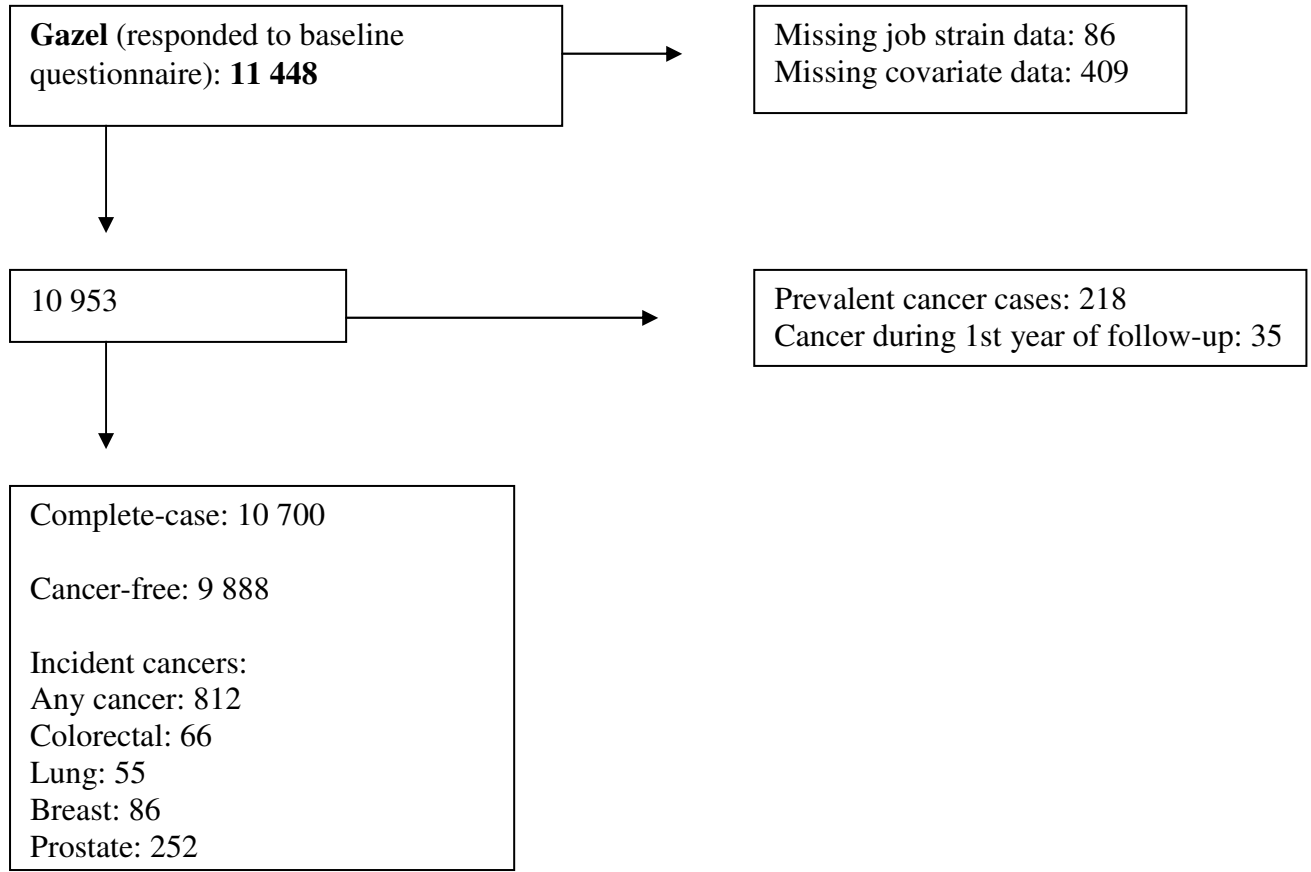 Gazel (responded to baseline
questionnaire): 11 448
Missing job strain data: 86
Missing covariate data: 409
10 953
Prevalent cancer cases: 218
Cancer during 1st year of follow-up: 35
Complete-case: 10 700
Cancer-free: 9 888
Incident cancers:
Any cancer: 812
Colorectal: 66
Lung: 55
Breast: 86
Prostate: 252